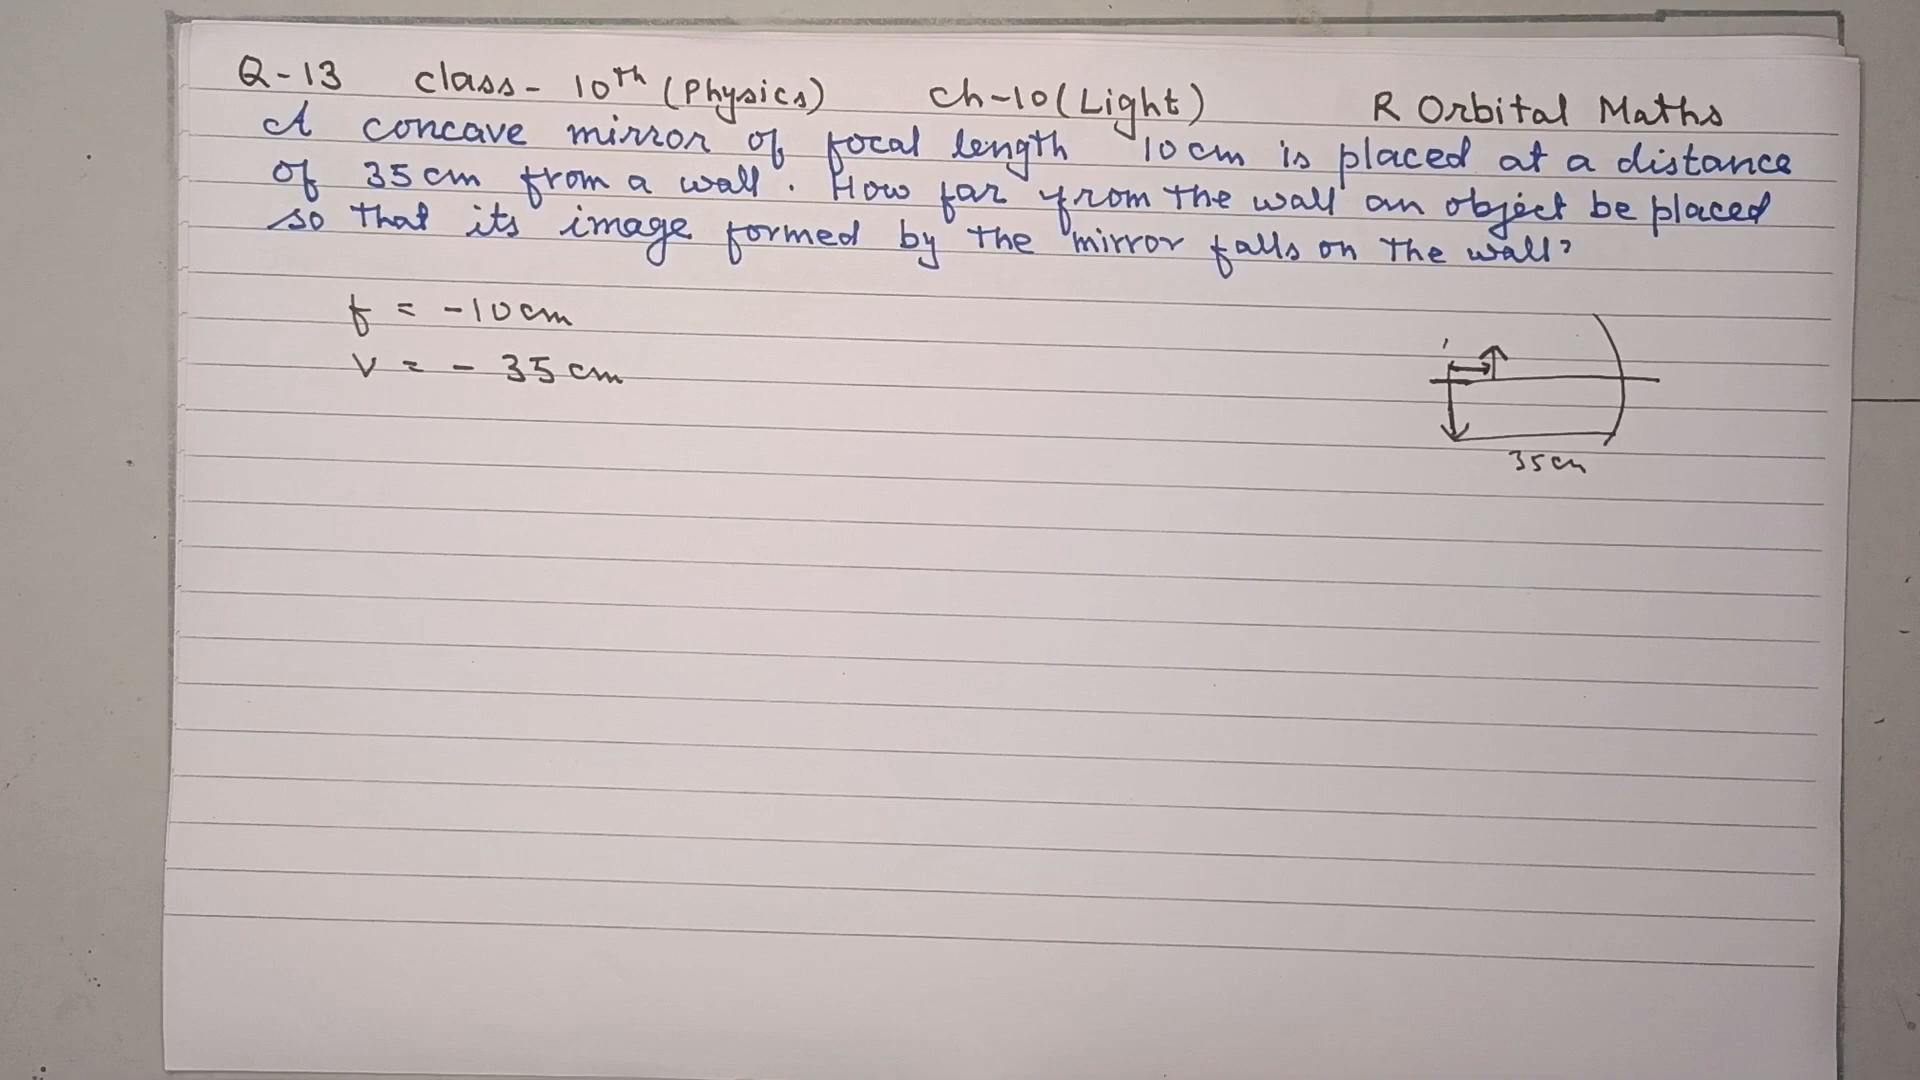 Q-13 class- 10th (Physics) ch-10 (Light) R Orbital Maths
A concave mirror of focal length 10 cm is placed at a distance
of 35 cm from a wall. How far from the wall an object be placed
so that its image formed by the mirror falls on the wall?
f = -10 cm
v = - 35 cm
35 cm